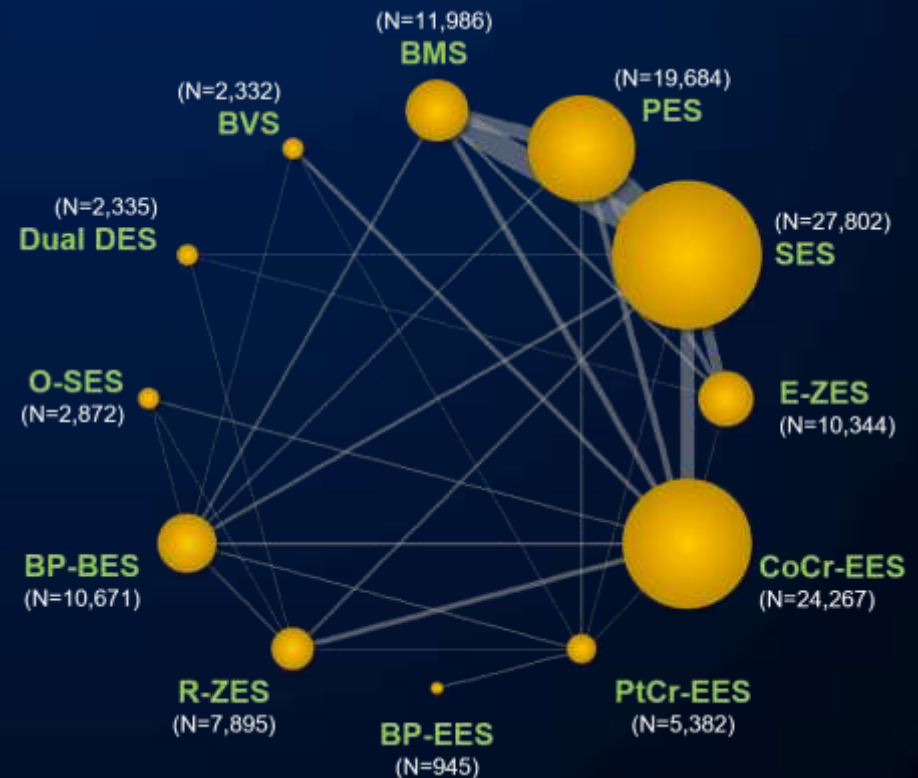 (N=11,986)
BMS
(N=19,684)
PES
(N=2,332)
BVS
(N=2,335)
Dual DES
(N=27,802)
SES
O-SES
(N=2,872)
E-ZES
(N=10,344)
BP-BES
(N=10,671)
CoCr-EES
(N=24,267)
R-ZES
(N=7,895)
PtCr-EES
(N=5,382)
BP-EES
(N=945)